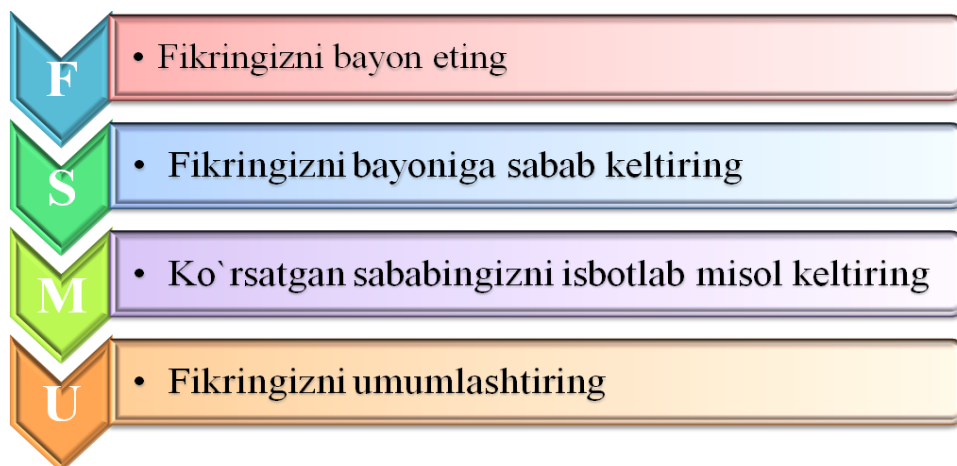 F • Fikringizni bayon eting
S • Fikringizni bayoniga sabab keltiring
M • Ko`rsatgan sababingizni isbotlab misol keltiring
U • Fikringizni umumlashtiring